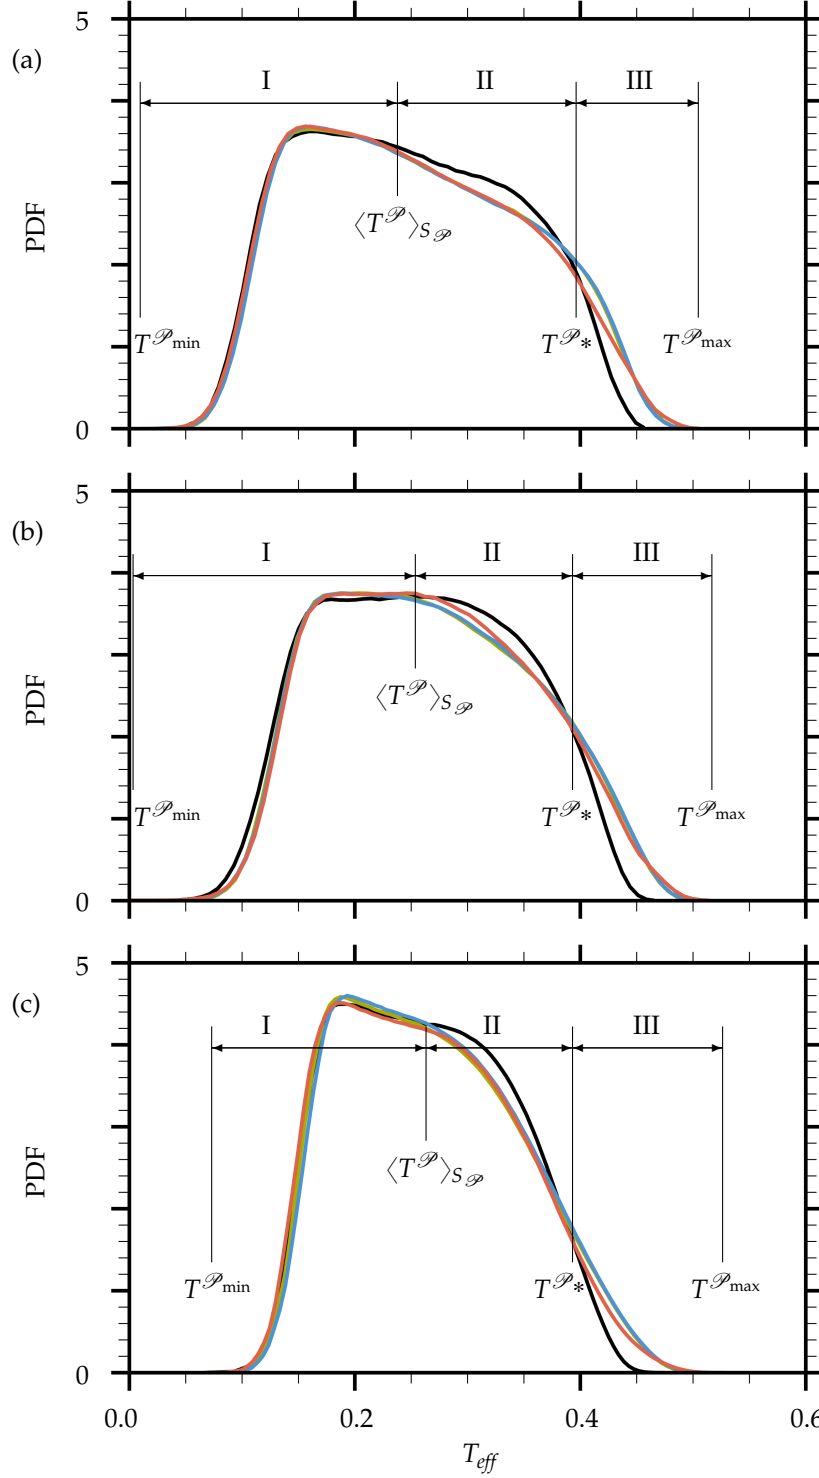 5
(a)
I II III
PDF
⟨T^𝒫⟩_{S_𝒫}
T^𝒫_min T^𝒫* T^𝒫_max
0
5
(b)
I II III
PDF
⟨T^𝒫⟩_{S_𝒫}
T^𝒫_min T^𝒫* T^𝒫_max
0
5
(c)
I II III
PDF
⟨T^𝒫⟩_{S_𝒫}
T^𝒫_min T^𝒫* T^𝒫_max
0
0.0 0.2 0.4 0.6
T_eff